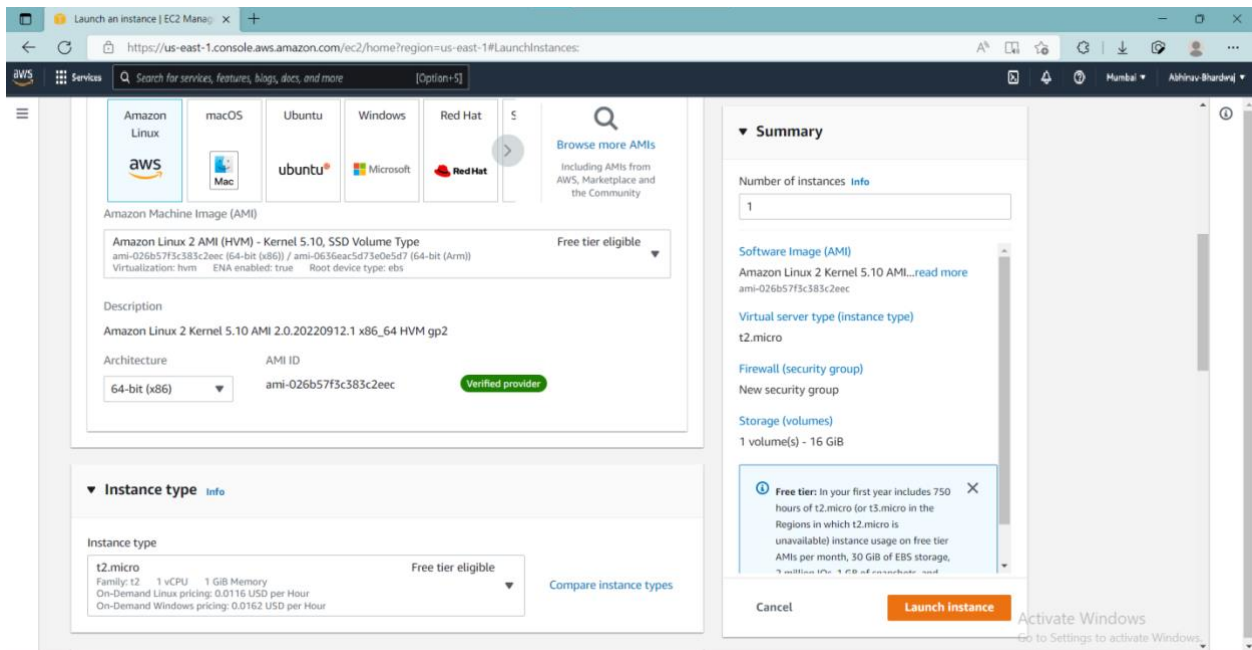 Launch an instance | EC2 Manag
https://us-east-1.console.aws.amazon.com/ec2/home?region=us-east-1#LaunchInstances:
aws
Services
Search for services, features, blogs, docs, and more
[Option+S]
Mumbai
Abhinav-Bhardwaj
Amazon Linux
aws
macOS
Mac
Ubuntu
ubuntu
Windows
Microsoft
Red Hat
Red Hat
S
Browse more AMIs
Including AMIs from
AWS, Marketplace and
the Community
Amazon Machine Image (AMI)
Amazon Linux 2 AMI (HVM) - Kernel 5.10, SSD Volume Type
Free tier eligible
ami-026b57f3c383c2eec (64-bit (x86)) / ami-0636eac5d73e0e5d7 (64-bit (Arm))
Virtualization: hvm ENA enabled: true Root device type: ebs
Description
Amazon Linux 2 Kernel 5.10 AMI 2.0.20220912.1 x86_64 HVM gp2
Architecture
AMI ID
64-bit (x86)
ami-026b57f3c383c2eec
Verified provider
Instance type Info
Instance type
t2.micro
Free tier eligible
Family: t2 1 vCPU 1 GiB Memory
On-Demand Linux pricing: 0.0116 USD per Hour
On-Demand Windows pricing: 0.0162 USD per Hour
Compare instance types
Summary
Number of instances Info
1
Software Image (AMI)
Amazon Linux 2 Kernel 5.10 AMI...read more
ami-026b57f3c383c2eec
Virtual server type (instance type)
t2.micro
Firewall (security group)
New security group
Storage (volumes)
1 volume(s) - 16 GiB
Free tier: In your first year includes 750
hours of t2.micro (or t3.micro in the
Regions in which t2.micro is
unavailable) instance usage on free tier
AMIs per month, 30 GiB of EBS storage,
2 million IOs, 1 GB of snapshots, and
Cancel
Launch instance
Activate Windows
Go to Settings to activate Windows.